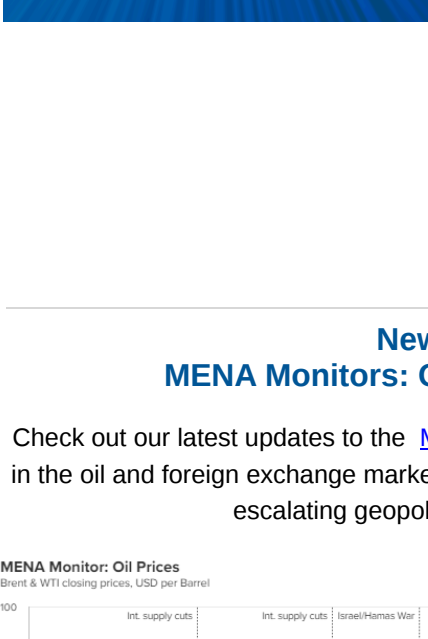 New
MENA Monitors:
Check out our latest updates to the
in the oil and foreign exchange
escalating
MENA Monitor: Oil Prices
Brent & WTI closing prices, USD per Barrel
100
Int. supply cuts Int. supply cuts Israel/Hamas War